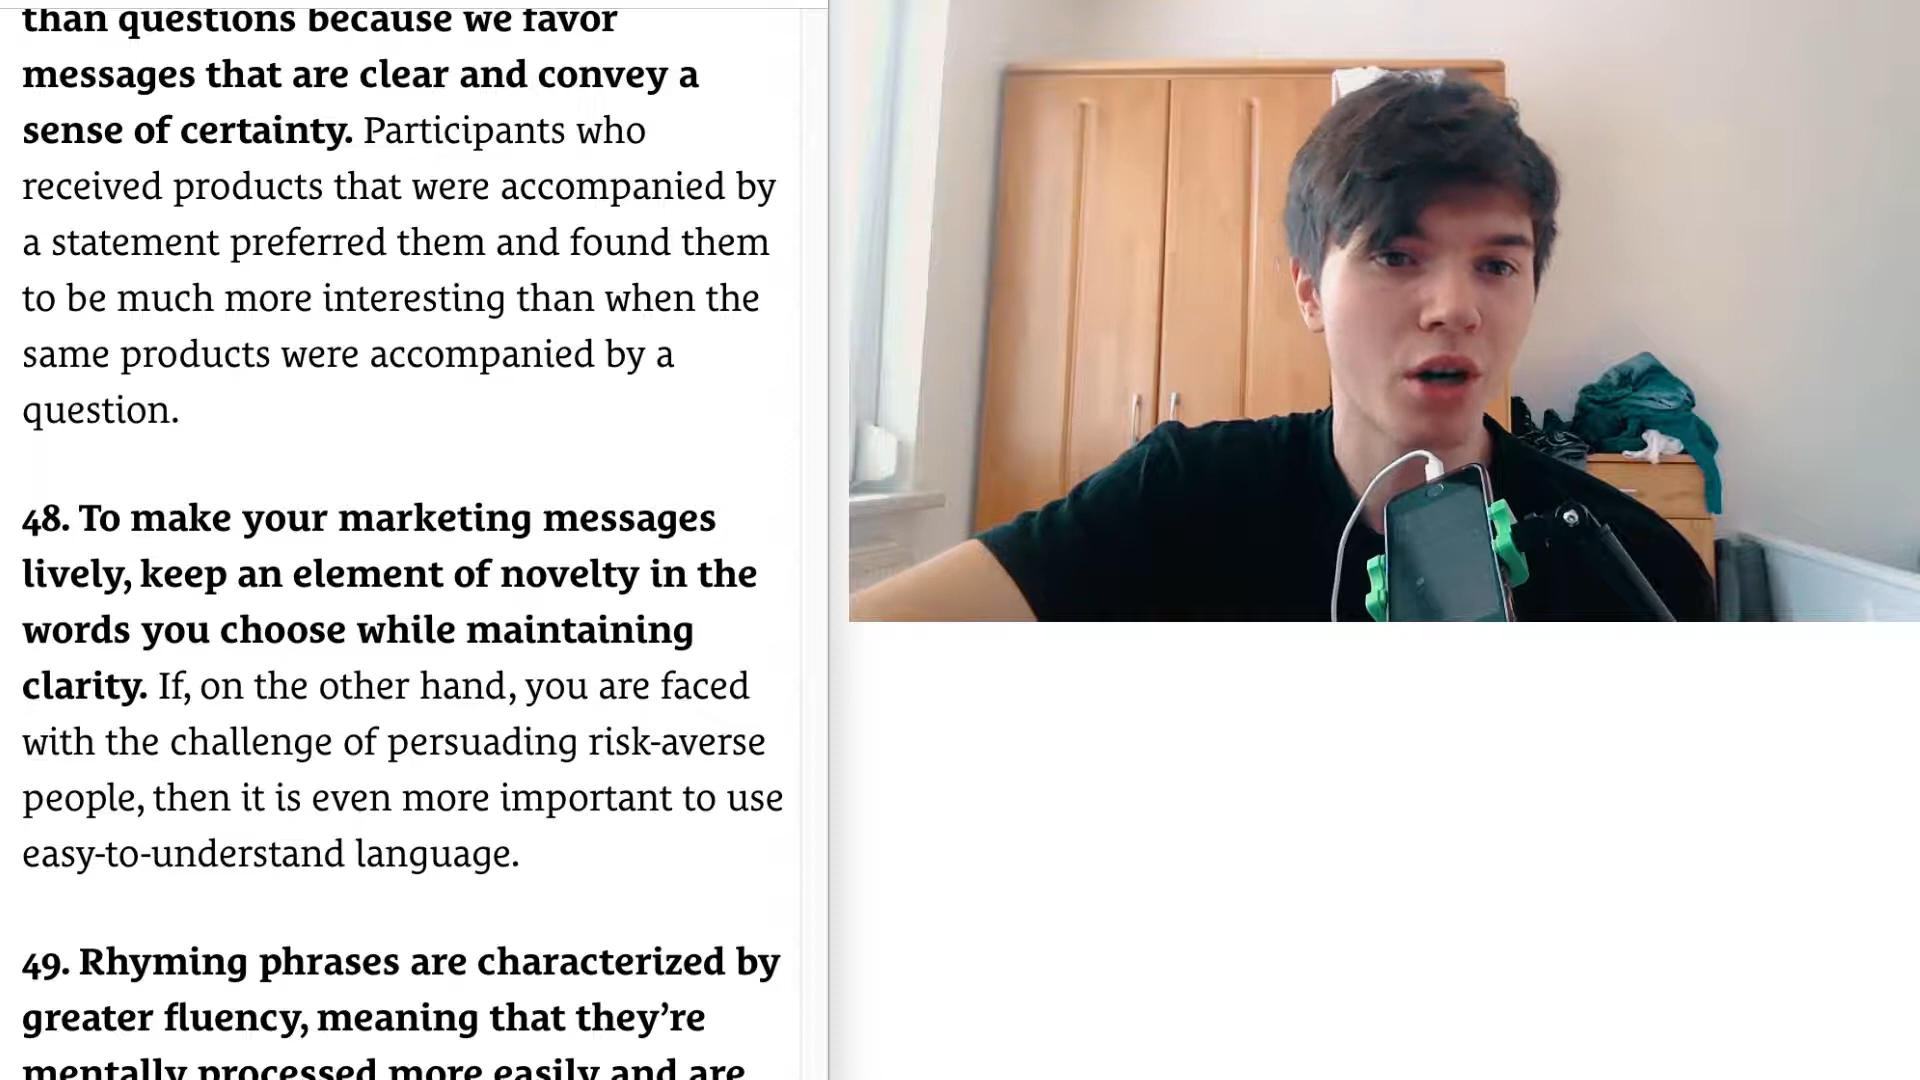 than questions because we favor
messages that are clear and convey a
sense of certainty. Participants who
received products that were accompanied by
a statement preferred them and found them
to be much more interesting than when the
same products were accompanied by a
question.
48. To make your marketing messages
lively, keep an element of novelty in the
words you choose while maintaining
clarity. If, on the other hand, you are faced
with the challenge of persuading risk-averse
people, then it is even more important to use
easy-to-understand language.
49. Rhyming phrases are characterized by
greater fluency, meaning that they’re
mentally processed more easily and are